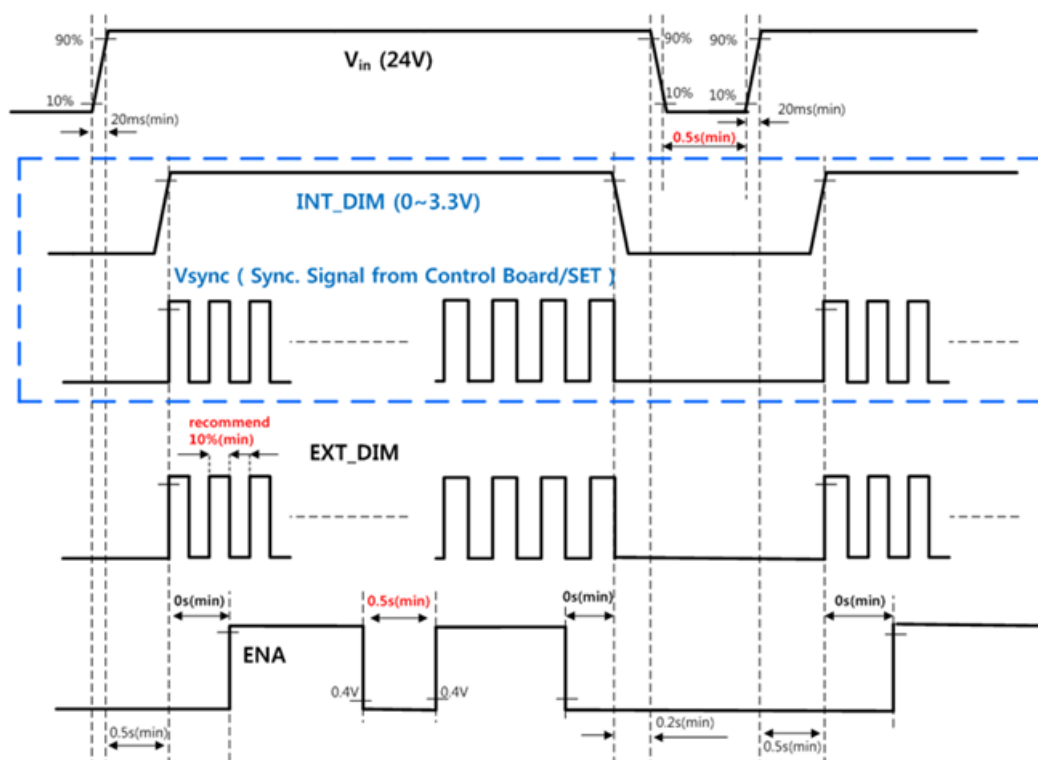 90%
V_in (24V)
90%
90%
10%
10%
10%
20ms(min)
20ms(min)
0.5s(min)
INT_DIM (0~3.3V)
Vsync ( Sync. Signal from Control Board/SET )
recommend
10%(min)
EXT_DIM
0s(min)
0.5s(min)
0s(min)
0s(min)
ENA
0.4V
0.4V
0.5s(min)
0.2s(min)
0.5s(min)